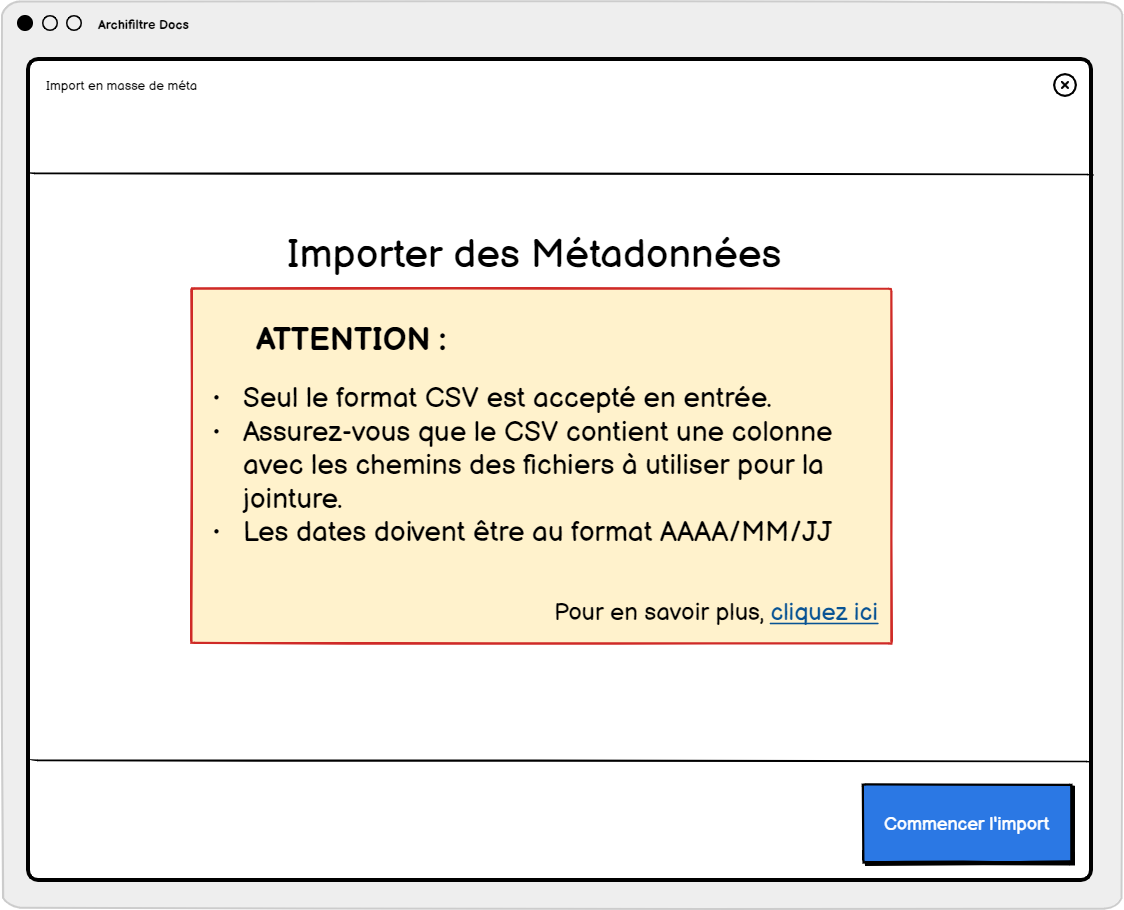 Archifiltre Docs
Import en masse de méta
Importer des Métadonnées
ATTENTION :
• Seul le format CSV est accepté en entrée.
• Assurez-vous que le CSV contient une colonne
avec les chemins des fichiers à utiliser pour la
jointure.
• Les dates doivent être au format AAAA/MM/JJ
Pour en savoir plus, cliquez ici
Commencer l'import